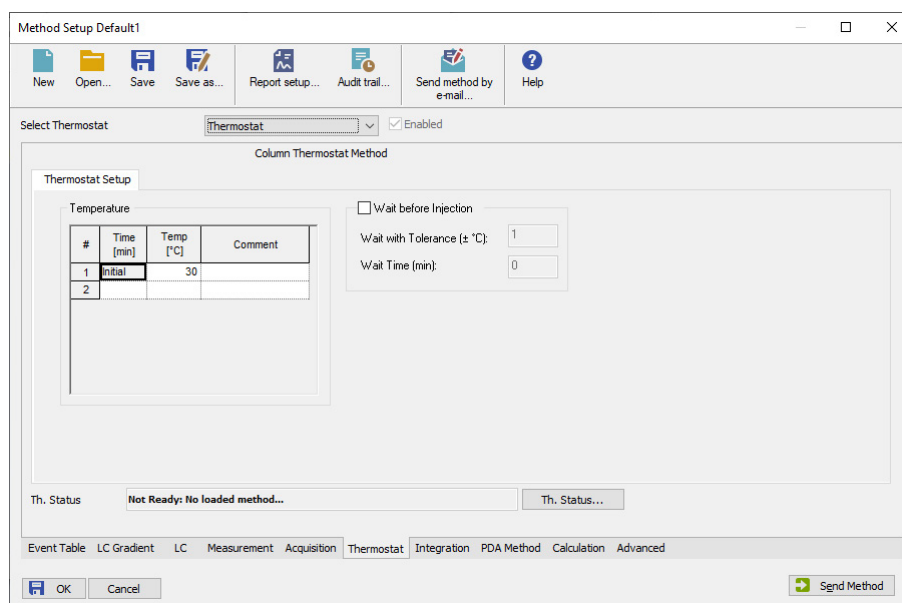 Method Setup Default1
New Open... Save Save as... Report setup... Audit trail... Send method by e-mail... Help
Select Thermostat Thermostat Enabled
Column Thermostat Method
Thermostat Setup
Temperature
# Time [min] Temp [°C] Comment
1 Initial 30
2
Wait before Injection
Wait with Tolerance (± °C): 1
Wait Time (min): 0
Th. Status Not Ready: No loaded method... Th. Status...
Event Table LC Gradient LC Measurement Acquisition Thermostat Integration PDA Method Calculation Advanced
OK Cancel Send Method